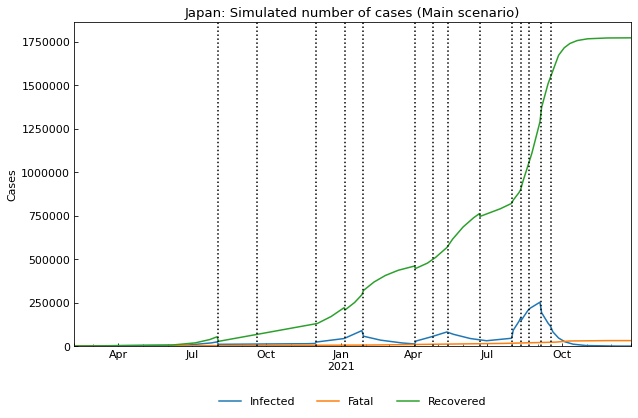 Japan: Simulated number of cases (Main scenario)
1750000
1500000
1250000
1000000
750000
500000
250000
0
Cases
Apr Jul Oct Jan Apr Jul Oct
2021
Infected Fatal Recovered